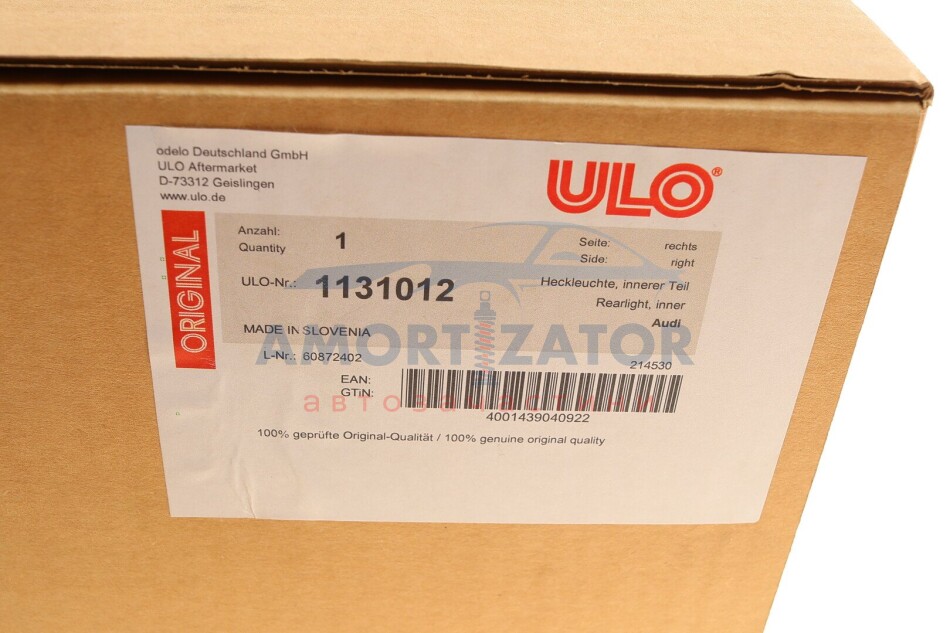 odelo Deutschland GmbH
ULO Aftermarket
D-73312 Geislingen
www.ulo.de
ULO®
ORIGINAL
Anzahl:
Quantity
1
Seite: rechts
Side: right
ULO-Nr.: 1131012
Heckleuchte, innerer Teil
Rearlight, inner
Audi
MADE IN SLOVENIA
AMORTIZATOR
L-Nr.: 60872402
214530
EAN:
GTiN:
автозапчастини
4001439040922
100% geprüfte Original-Qualität / 100% genuine original quality